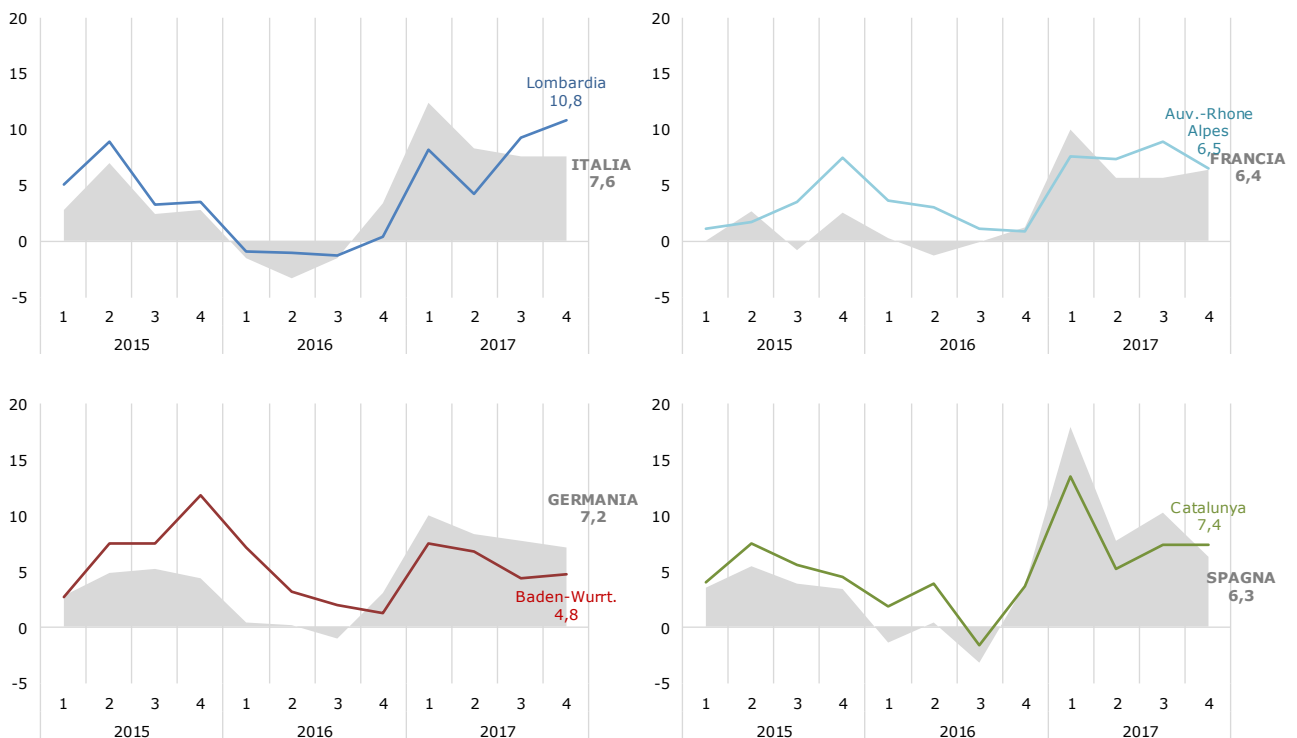 20
15
10
5
0
-5
Lombardia
10,8
ITALIA
7,6
1 2 3 4 1 2 3 4 1 2 3 4
2015 2016 2017
20
15
10
5
0
-5
Auv.-Rhone
Alpes
6,5
FRANCIA
6,4
1 2 3 4 1 2 3 4 1 2 3 4
2015 2016 2017
20
15
10
5
0
-5
GERMANIA
7,2
Baden-Wurrt.
4,8
1 2 3 4 1 2 3 4 1 2 3 4
2015 2016 2017
20
15
10
5
0
-5
Catalunya
7,4
SPAGNA
6,3
1 2 3 4 1 2 3 4 1 2 3 4
2015 2016 2017